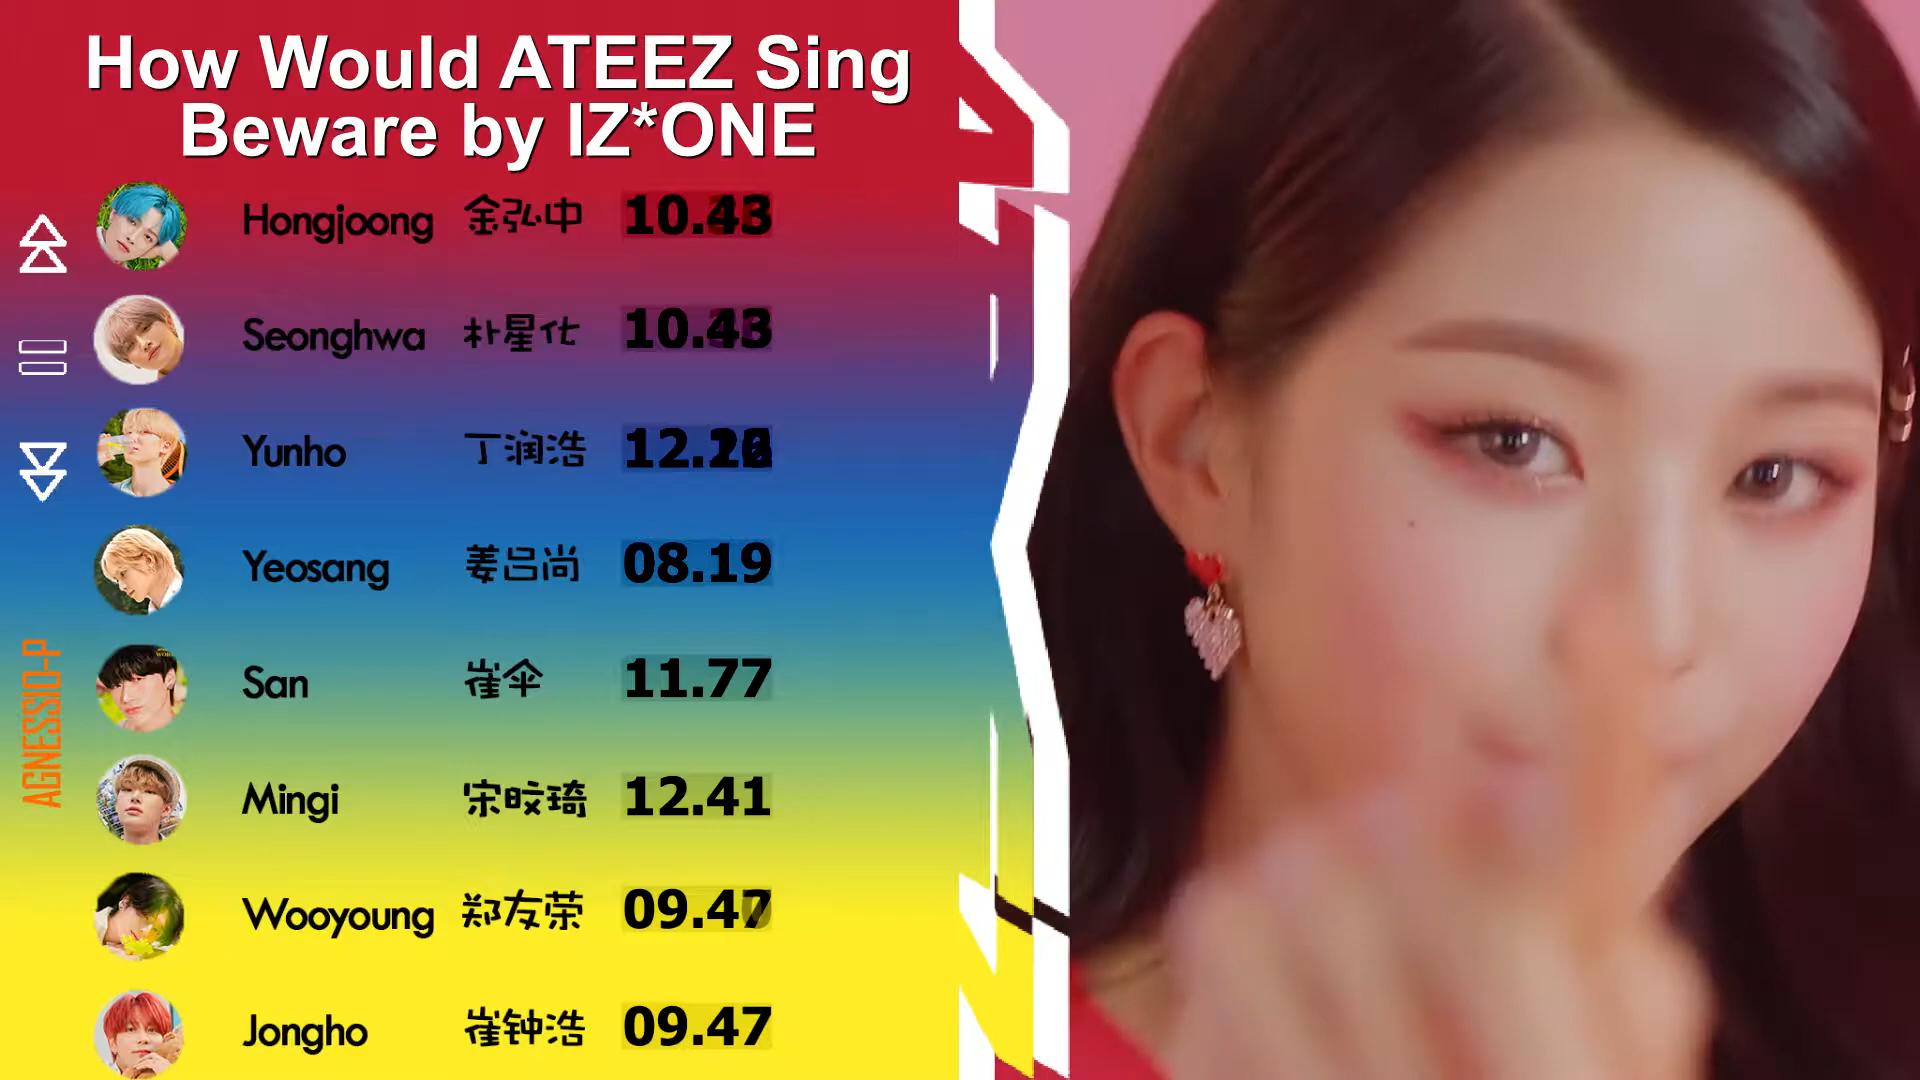 How Would ATEEZ Sing
Beware by IZ*ONE
Hongjoong 金弘中 10.43
Seonghwa 朴星化 10.43
Yunho 丁润浩
Yeosang 姜吕尚 08.19
San 崔伞 11.77
Mingi 宋旼琦 12.41
Wooyoung 郑友荣 09.47
Jongho 崔钟浩 09.47
AGNESSIO-P